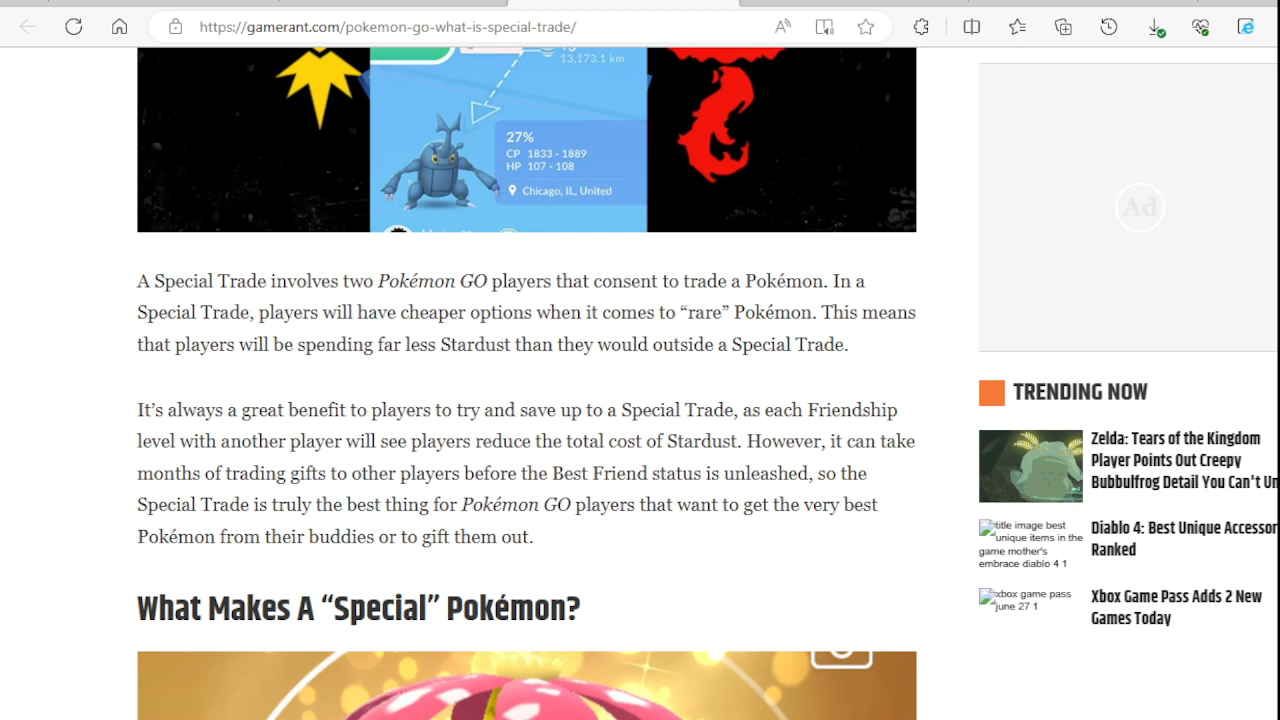 https://gamerant.com/pokemon-go-what-is-special-trade/
13,173.1 km
27%
CP 1833 - 1889
HP 107 - 108
Chicago, IL, United
Ad
A Special Trade involves two Pokémon GO players that consent to trade a Pokémon. In a
Special Trade, players will have cheaper options when it comes to “rare” Pokémon. This means
that players will be spending far less Stardust than they would outside a Special Trade.
It’s always a great benefit to players to try and save up to a Special Trade, as each Friendship
level with another player will see players reduce the total cost of Stardust. However, it can take
months of trading gifts to other players before the Best Friend status is unleashed, so the
Special Trade is truly the best thing for Pokémon GO players that want to get the very best
Pokémon from their buddies or to gift them out.
What Makes A “Special” Pokémon?
TRENDING NOW
Zelda: Tears of the Kingdom
Player Points Out Creepy
Bubbulfrog Detail You Can't Un
title image best
unique items in the
game mother's
embrace diablo 4 1
Diablo 4: Best Unique Accessor
Ranked
xbox game pass
june 27 1
Xbox Game Pass Adds 2 New
Games Today